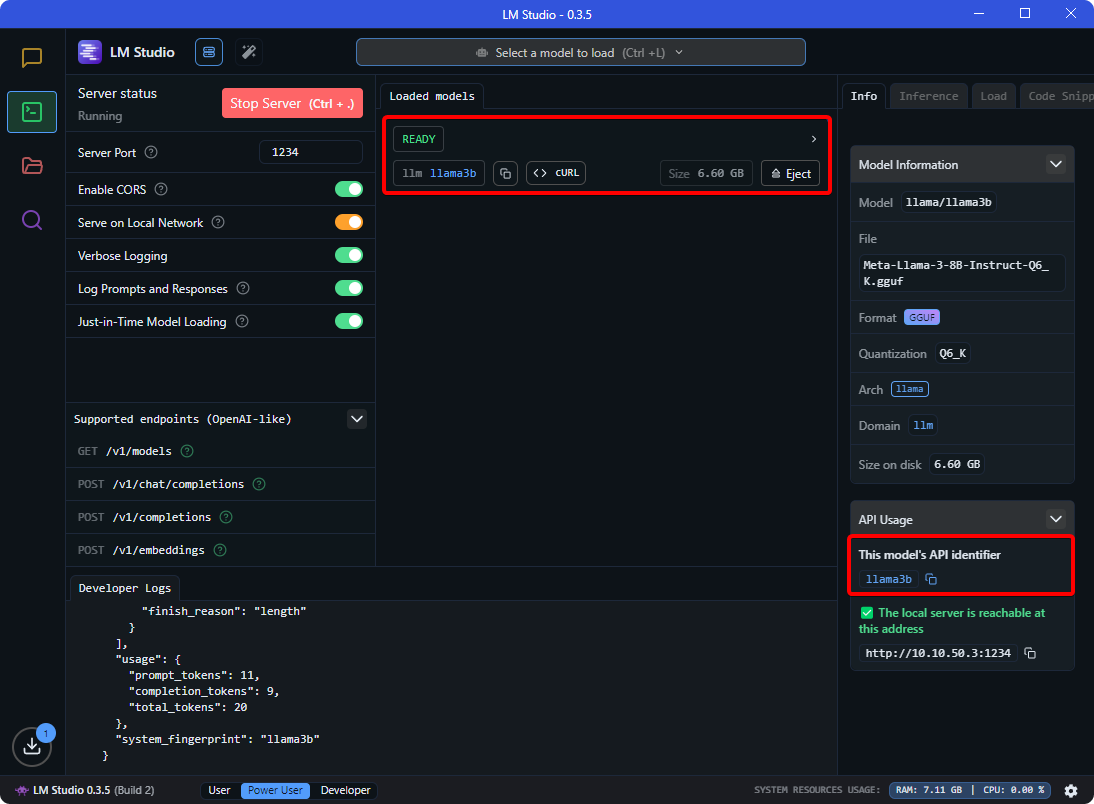 LM Studio - 0.3.5
LM Studio
Select a model to load (Ctrl +L)
Server status
Running
Stop Server (Ctrl + .)
Server Port
1234
Enable CORS
Serve on Local Network
Verbose Logging
Log Prompts and Responses
Just-in-Time Model Loading
Supported endpoints (OpenAI-like)
GET /v1/models
POST /v1/chat/completions
POST /v1/completions
POST /v1/embeddings
Loaded models
READY
llm llama3b
cURL
Size 6.60 GB
Eject
Info Inference Load Code Snipp
Model Information
Model llama/llama3b
File
Meta-Llama-3-8B-Instruct-Q6_
K.gguf
Format GGUF
Quantization Q6_K
Arch llama
Domain llm
Size on disk 6.60 GB
API Usage
This model's API identifier
llama3b
The local server is reachable at
this address
http://10.10.50.3:1234
Developer Logs
"finish_reason": "length"
}
],
"usage": {
"prompt_tokens": 11,
"completion_tokens": 9,
"total_tokens": 20
},
"system_fingerprint": "llama3b"
}
1
LM Studio 0.3.5 (Build 2)
User Power User Developer
SYSTEM RESOURCES USAGE: RAM: 7.11 GB | CPU: 0.00 %